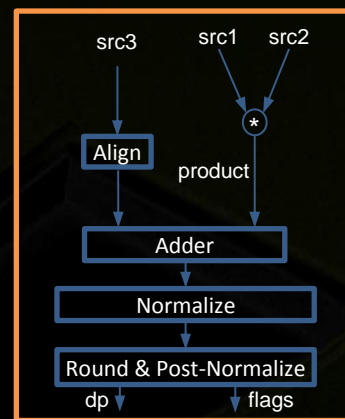 src3
src1
src2
*
Align
product
Adder
Normalize
Round & Post-Normalize
dp
flags